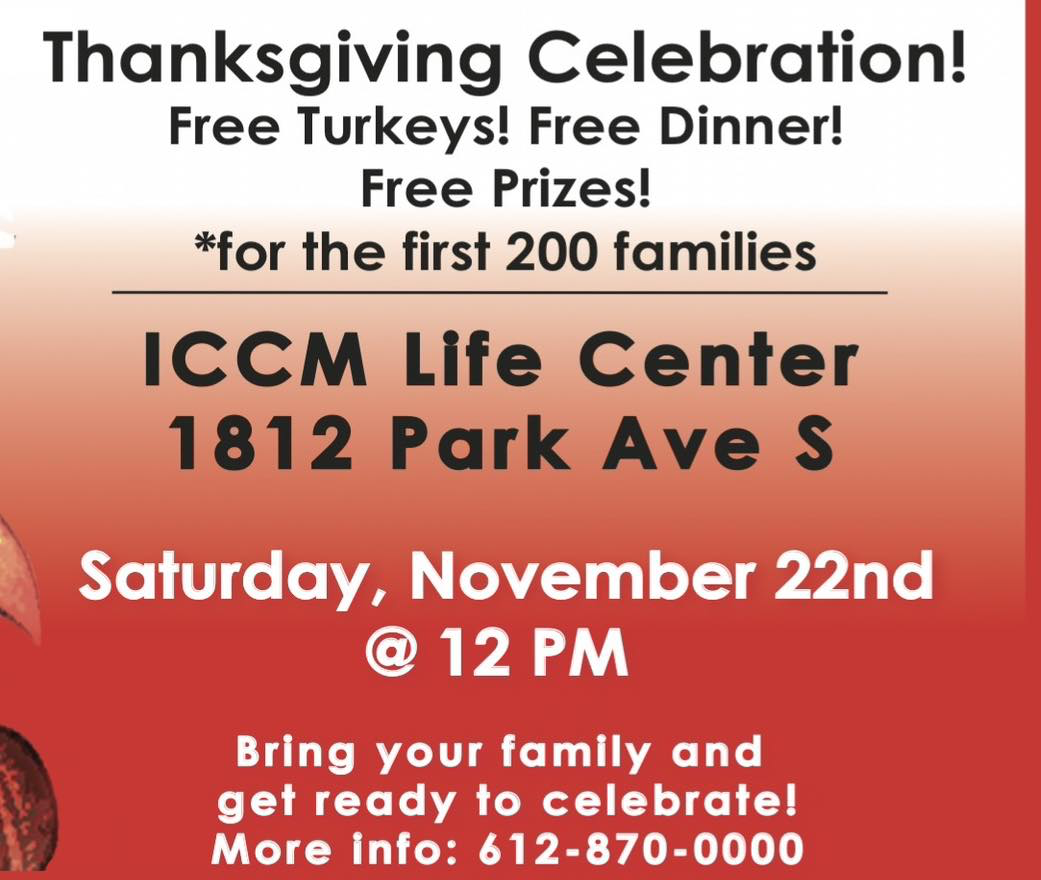 Thanksgiving Celebration!
Free Turkeys! Free Dinner!
Free Prizes!
*for the first 200 families
ICCM Life Center
1812 Park Ave S
Saturday, November 22nd
@ 12 PM
Bring your family and
get ready to celebrate!
More info: 612-870-0000